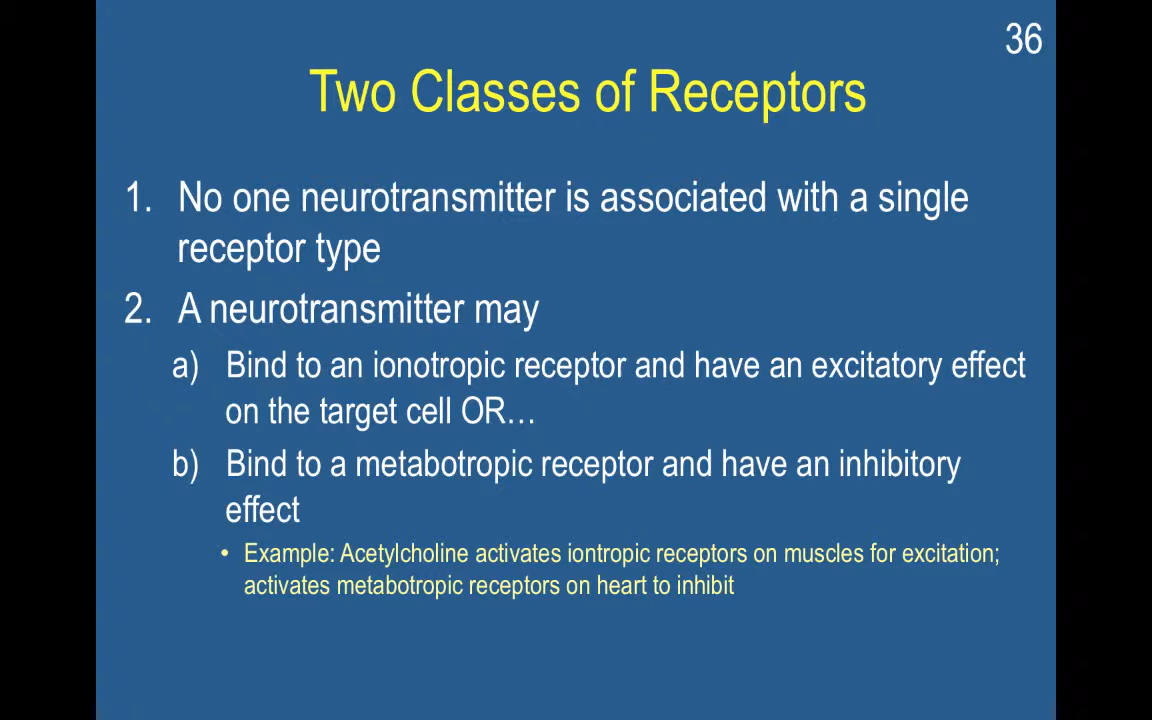 36
Two Classes of Receptors
1. No one neurotransmitter is associated with a single
receptor type
2. A neurotransmitter may
a) Bind to an ionotropic receptor and have an excitatory effect
on the target cell OR…
b) Bind to a metabotropic receptor and have an inhibitory
effect
• Example: Acetylcholine activates iontropic receptors on muscles for excitation;
activates metabotropic receptors on heart to inhibit